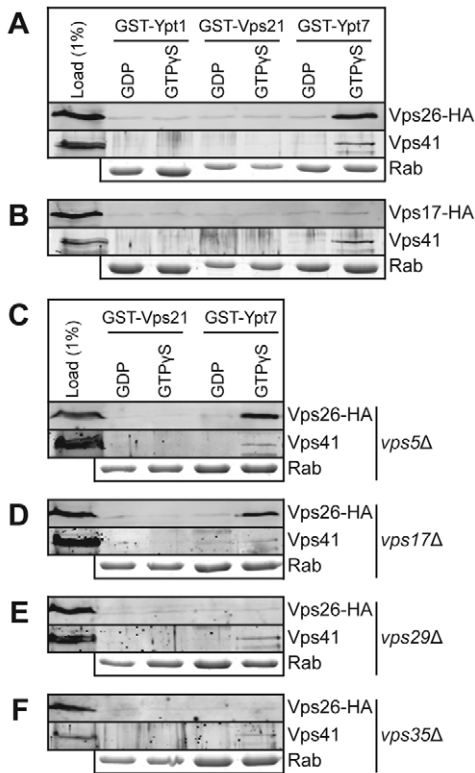 A
Load (1%)
GST-Ypt1 GST-Vps21 GST-Ypt7
GDP GTPγS GDP GTPγS GDP GTPγS
Vps26-HA
Vps41
Rab
B
Vps17-HA
Vps41
Rab
C
Load (1%)
GST-Vps21 GST-Ypt7
GDP GTPγS GDP GTPγS
Vps26-HA
Vps41 vps5Δ
Rab
D
Vps26-HA
Vps41 vps17Δ
Rab
E
Vps26-HA
Vps41 vps29Δ
Rab
F
Vps26-HA
Vps41 vps35Δ
Rab